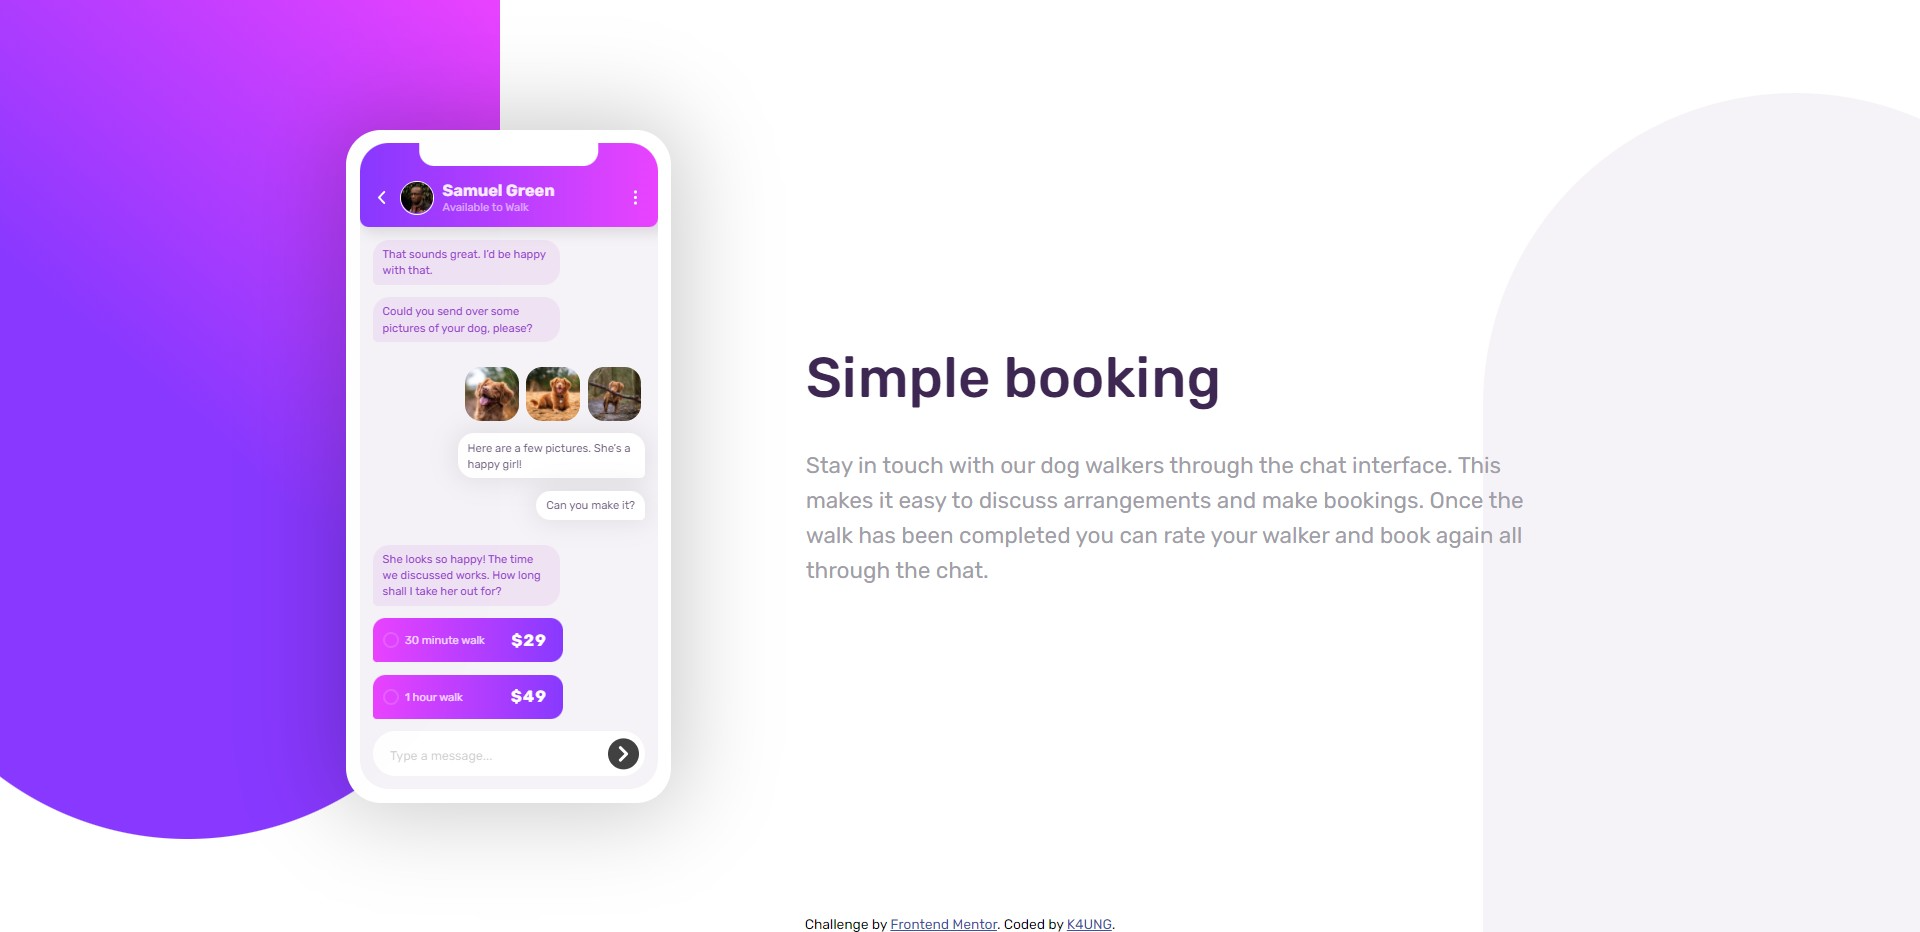 Samuel Green
Available to Walk
That sounds great. I'd be happy
with that.
Could you send over some
pictures of your dog, please?
Here are a few pictures. She's a
happy girl!
Can you make it?
She looks so happy! The time
we discussed works. How long
shall I take her out for?
30 minute walk $29
1 hour walk $49
Type a message...
Simple booking
Stay in touch with our dog walkers through the chat interface. This
makes it easy to discuss arrangements and make bookings. Once the
walk has been completed you can rate your walker and book again all
through the chat.
Challenge by Frontend Mentor. Coded by K4UNG.